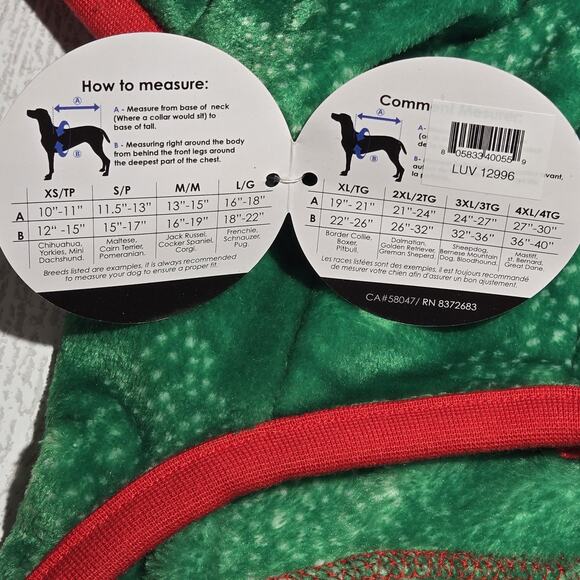 How to measure:
A
B
A - Measure from base of neck
(Where a collar would sit) to
base of tail.
B - Measuring right around the body
from behind the front legs around
the deepest part of the chest.
XS/TP S/P M/M L/G
A 10"-11" 11.5"-13" 13"-15" 16"-18"
B 12" -15" 15"-17" 16"-19" 18"-22"
Chihuahua, Yorkies, Mini Dachshund. Maltese, Cairn Terrier, Pomeranian. Jack Russel, Cocker Spaniel, Corgi. Frenchie, Schnauzer, Pug.
Breeds listed are examples, it is always recommended
to measure your dog to ensure a proper fit.
Comm
A
B
A -
B -
8 05833 40055 9
LUV 12996
XL/TG 2XL/2TG 3XL/3TG 4XL/4TG
A 19"- 21" 21"-24" 24"-27" 27"-30"
B 22"-26" 26"-32" 32"-36" 36"-40"
Border Collie, Boxer, Pitbull. Dalmatian, Golden Retriever, Greman Sheperd. Sheepdog, Bernese Mountain Dog, Bloodhound. Mastiff, st. Bernard, Great Dane.
Les races listées sont des exemples, il est toujours recommandé
de mesurer votre chien afin d'assurer un bon ajustement.
CA#58047/ RN 8372683